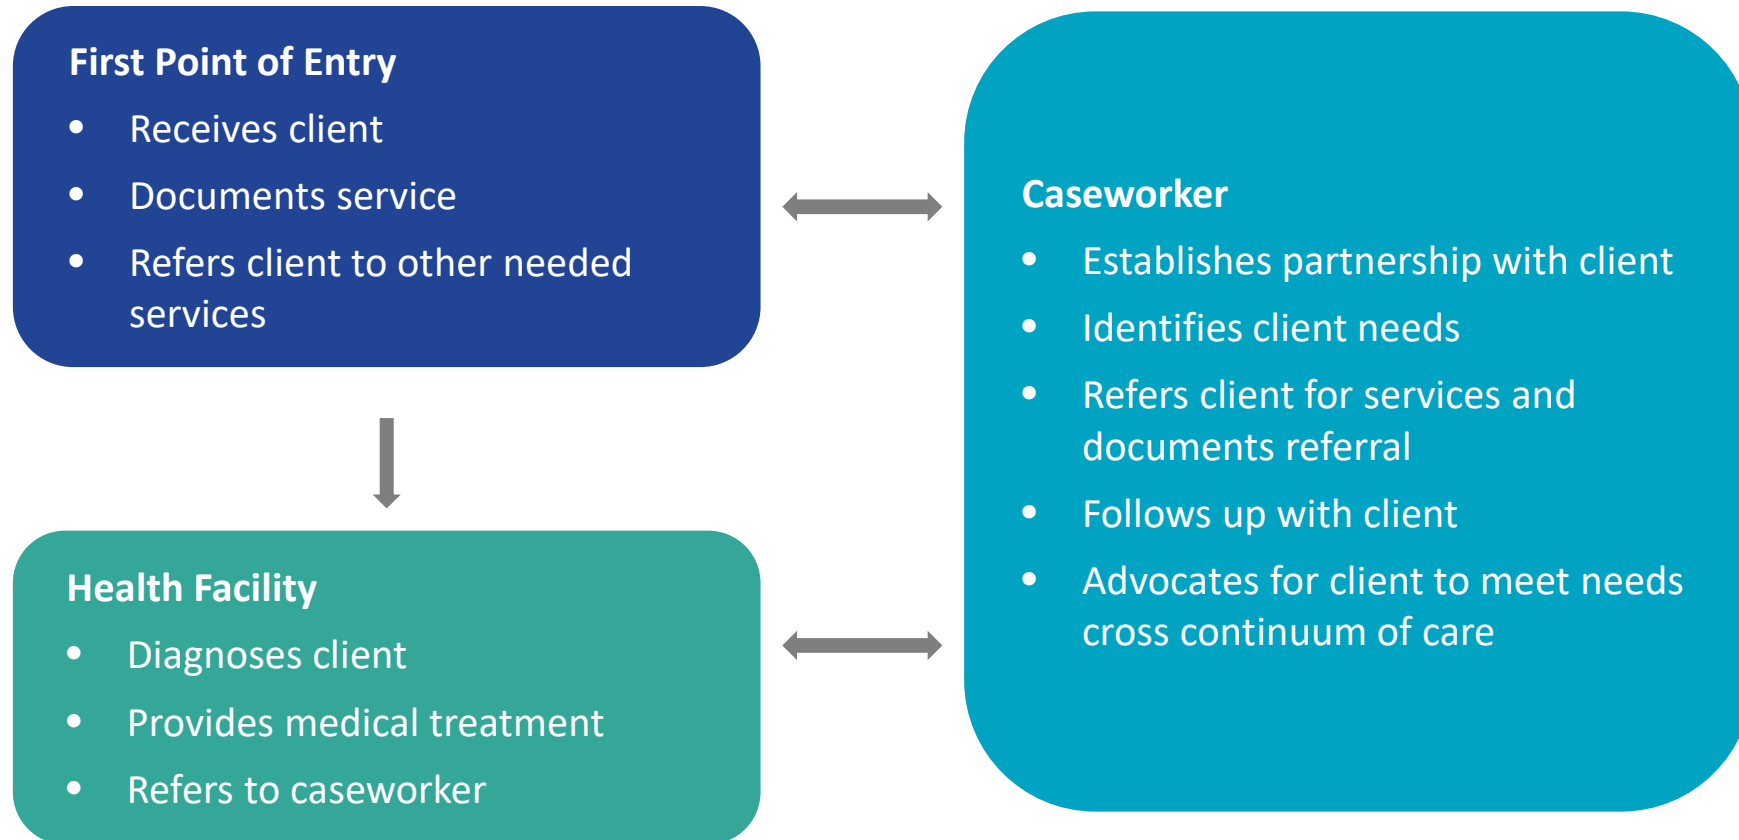 First Point of Entry
• Receives client
• Documents service
• Refers client to other needed
services
Health Facility
• Diagnoses client
• Provides medical treatment
• Refers to caseworker
Caseworker
• Establishes partnership with client
• Identifies client needs
• Refers client for services and
documents referral
• Follows up with client
• Advocates for client to meet needs
cross continuum of care